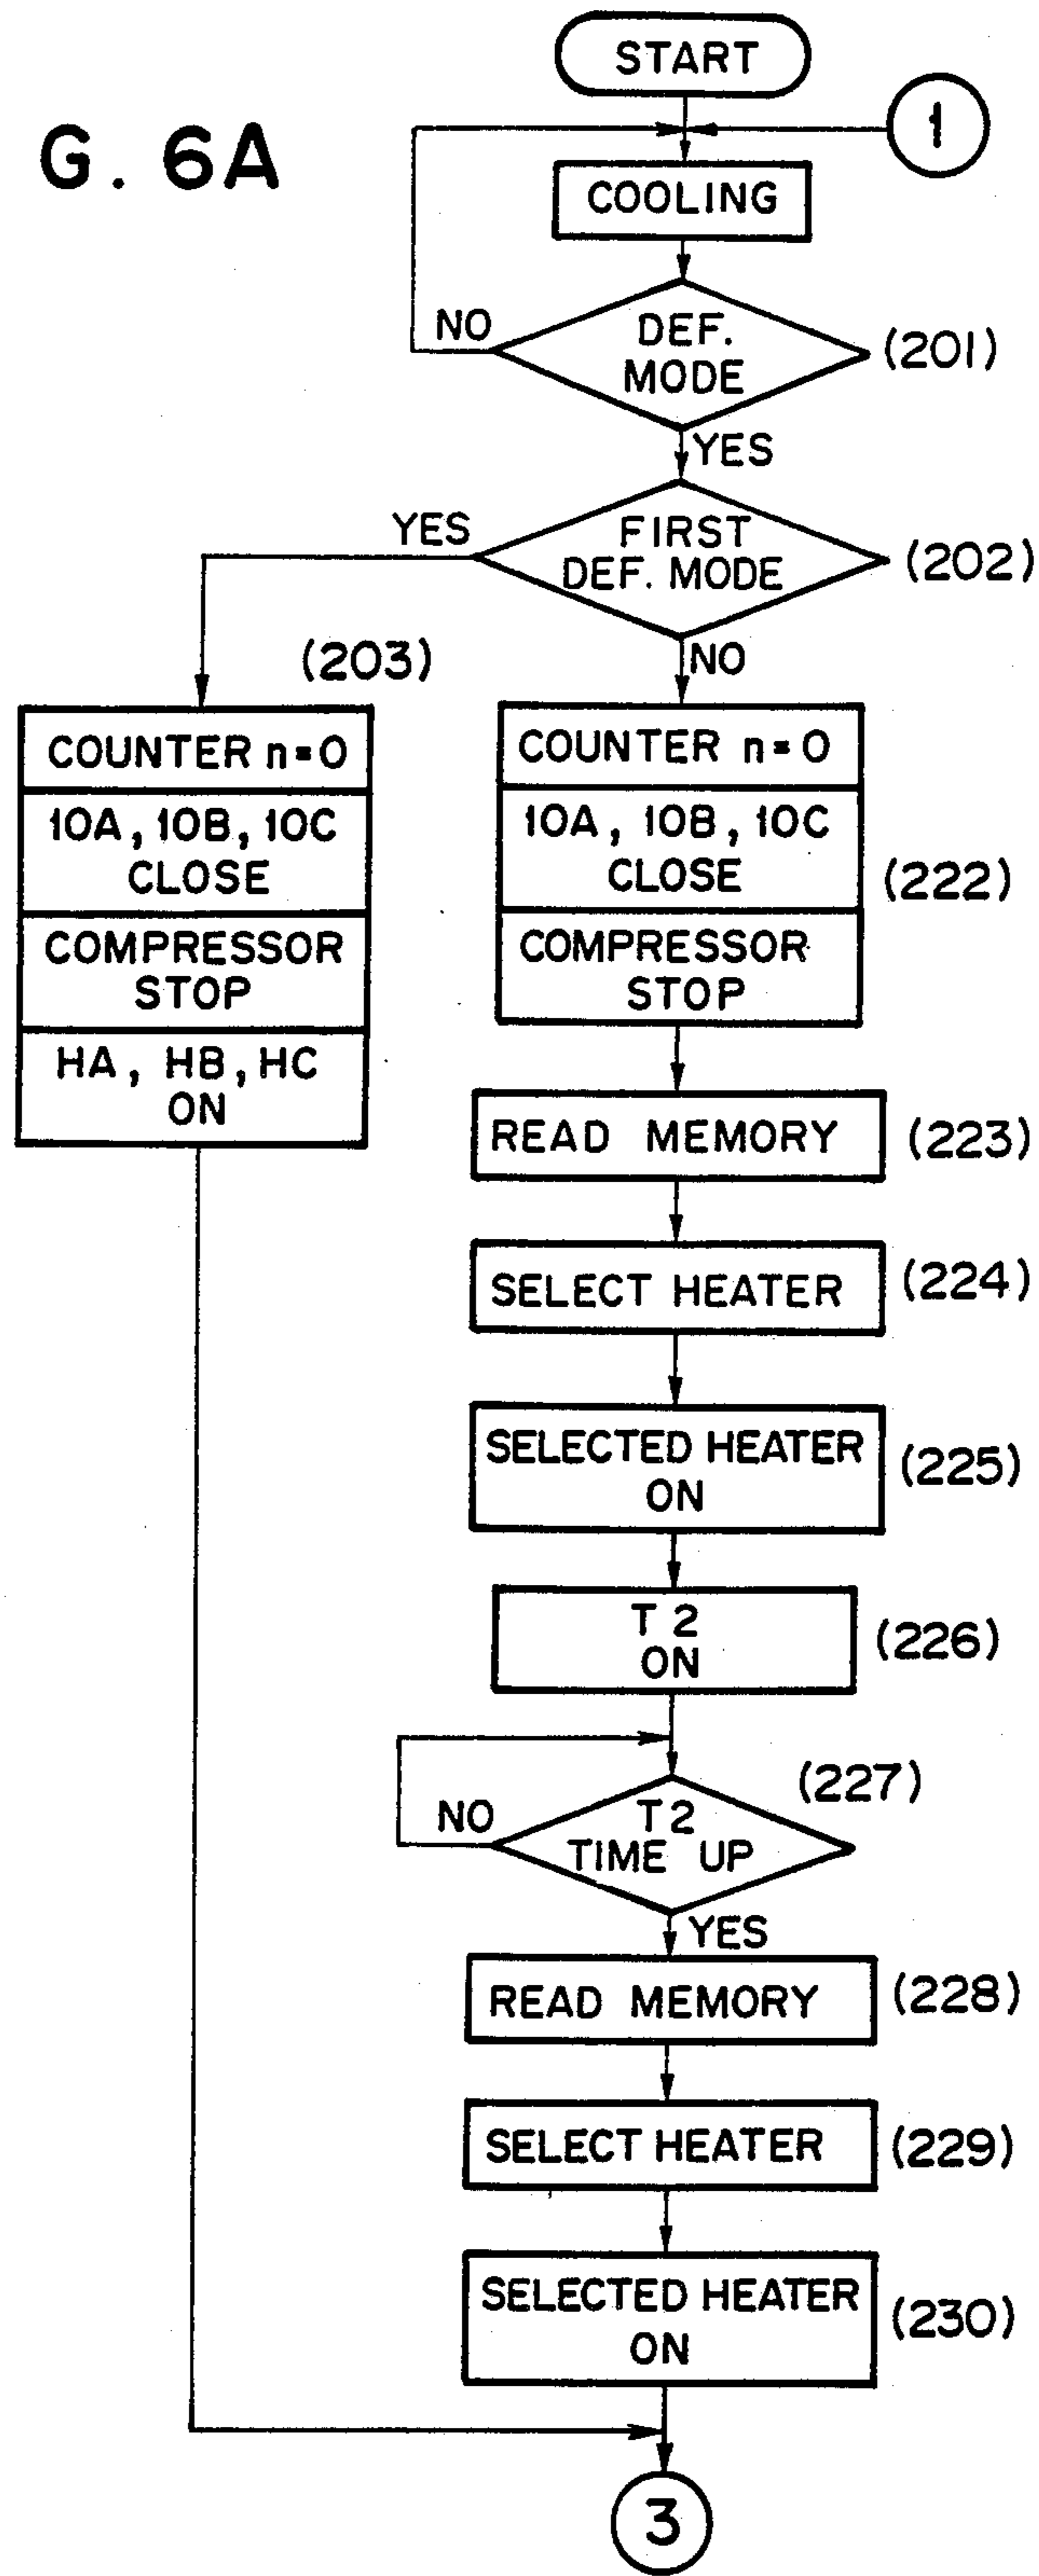 START
1
G. 6A
COOLING
NO
DEF.
MODE
(201)
YES
YES
FIRST
DEF. MODE
(202)
NO
(203)
COUNTER n=0
10A, 10B, 10C
CLOSE
COMPRESSOR
STOP
HA, HB, HC
ON
COUNTER n=0
10A, 10B, 10C
CLOSE
(222)
COMPRESSOR
STOP
READ MEMORY
(223)
SELECT HEATER
(224)
SELECTED HEATER
ON
(225)
T2
ON
(226)
(227)
NO
T2
TIME UP
YES
READ MEMORY
(228)
SELECT HEATER
(229)
SELECTED HEATER
ON
(230)
3